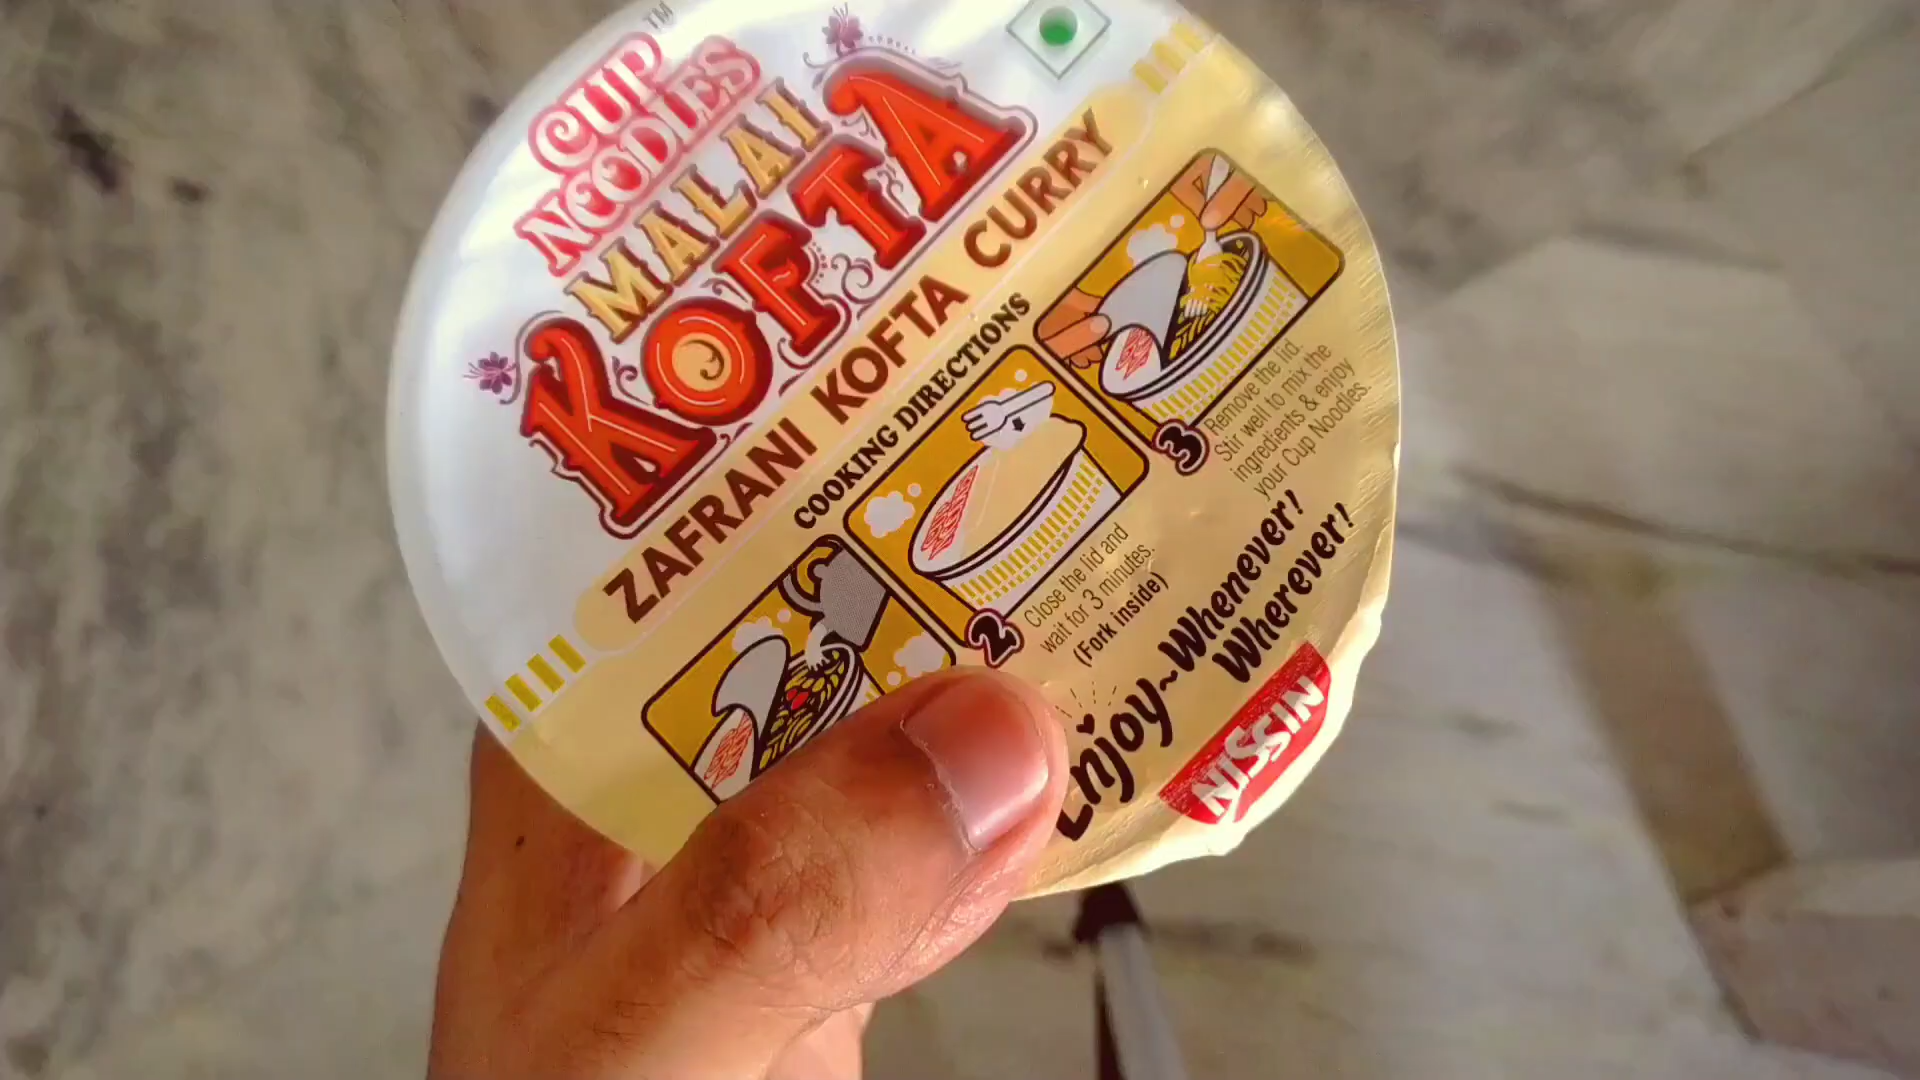 CUP
NOODLES
TM
MALAI
KOFTA
ZAFRANI KOFTA CURRY
COOKING DIRECTIONS
2
Close the lid and
wait for 3 minutes.
(Fork inside)
3
Remove the lid.
Stir well to mix the
ingredients & enjoy
your Cup Noodles.
Enjoy~Whenever!
Wherever!
NISSIN